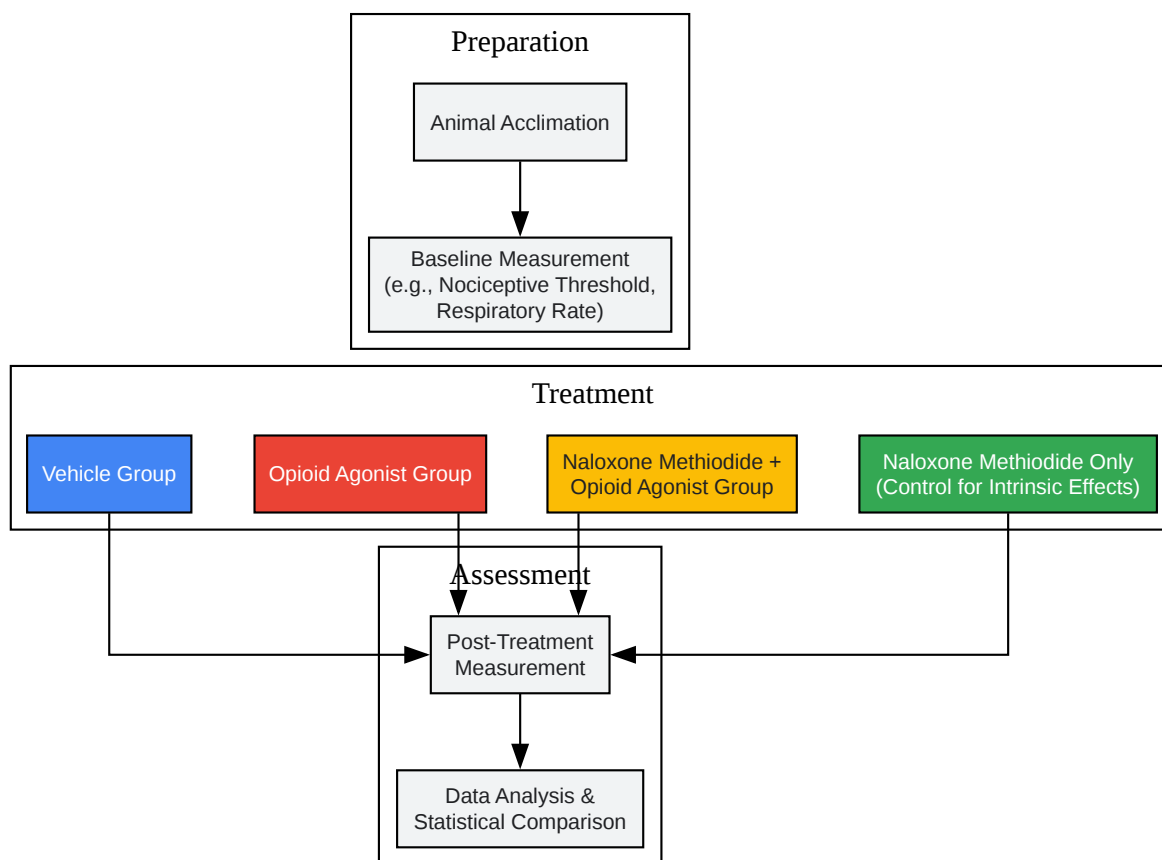 Preparation
Animal Acclimation
Baseline Measurement
(e.g., Nociceptive Threshold,
Respiratory Rate)
Treatment
Vehicle Group
Opioid Agonist Group
Naloxone Methiodide +
Opioid Agonist Group
Naloxone Methiodide Only
(Control for Intrinsic Effects)
Assessment
Post-Treatment
Measurement
Data Analysis &
Statistical Comparison